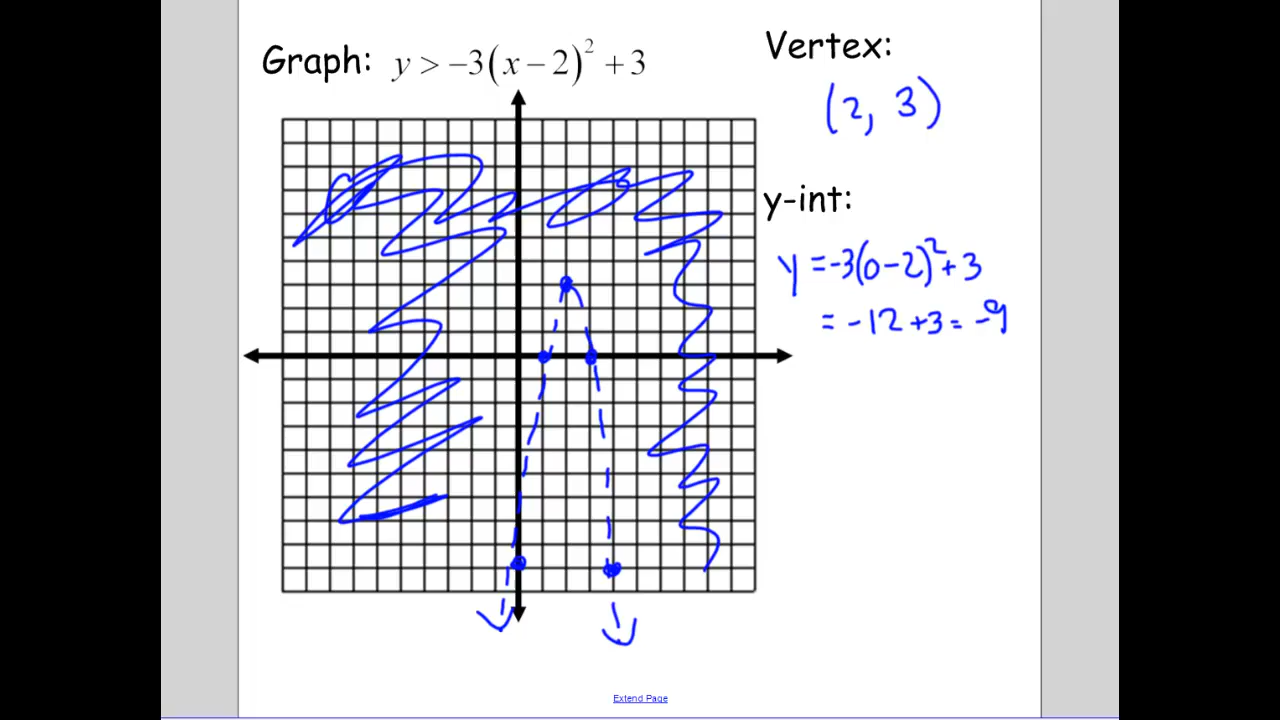 Graph: y > −3(x − 2)² + 3
Vertex:
(2, 3)
y-int:
y = -3(0-2)² + 3
= -12 + 3 = -9
Extend Page